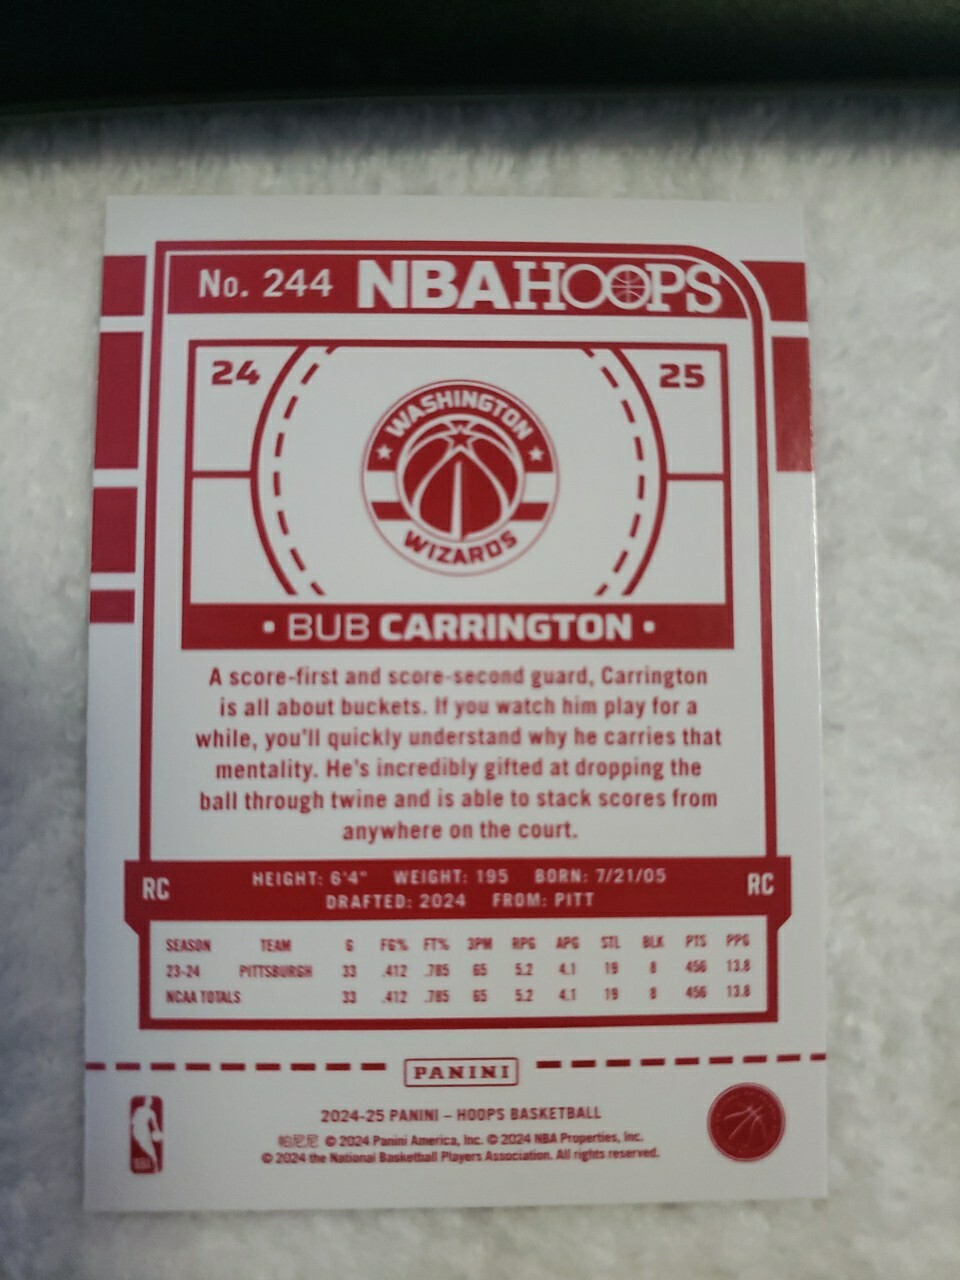 No. 244 NBA HOOPS
24 25
WASHINGTON
WIZARDS
• BUB CARRINGTON •
A score-first and score-second guard, Carrington
is all about buckets. If you watch him play for a
while, you'll quickly understand why he carries that
mentality. He's incredibly gifted at dropping the
ball through twine and is able to stack scores from
anywhere on the court.
RC HEIGHT: 6'4" WEIGHT: 195 BORN: 7/21/05 RC
DRAFTED: 2024 FROM: PITT
SEASON TEAM G FG% FT% 3PM RPG APG STL BLK PTS PPG
23-24 PITTSBURGH 33 .412 .785 65 5.2 4.1 19 8 456 13.8
NCAA TOTALS 33 .412 .785 65 5.2 4.1 19 8 456 13.8
PANINI
2024-25 PANINI – HOOPS BASKETBALL
帕尼尼 © 2024 Panini America, Inc. © 2024 NBA Properties, Inc.
© 2024 the National Basketball Players Association. All rights reserved.
NBA